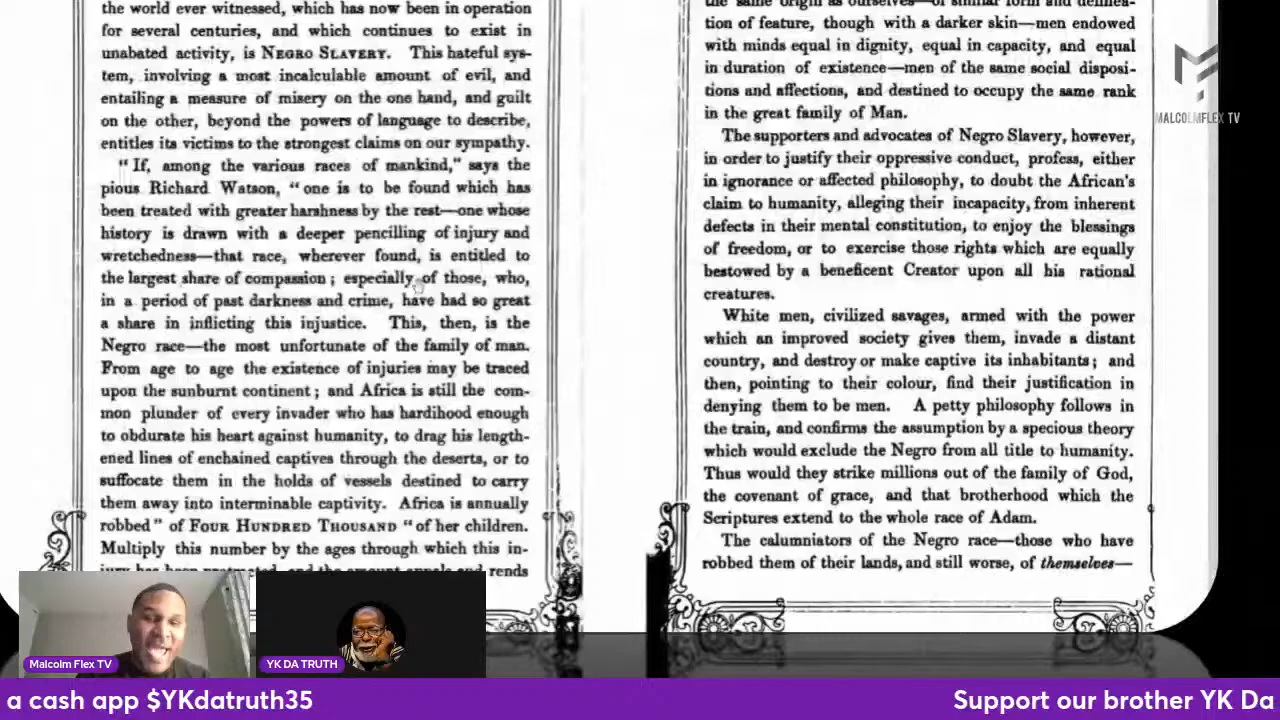 the world ever witnessed, which has now been in operation
for several centuries, and which continues to exist in
unabated activity, is NEGRO SLAVERY. This hateful sys-
tem, involving a most incalculable amount of evil, and
entailing a measure of misery on the one hand, and guilt
on the other, beyond the powers of language to describe,
entitles its victims to the strongest claims on our sympathy.
"If, among the various races of mankind," says the
pious Richard Watson, "one is to be found which has
been treated with greater harshness by the rest—one whose
history is drawn with a deeper pencilling of injury and
wretchedness—that race, wherever found, is entitled to
the largest share of compassion; especially of those, who,
in a period of past darkness and crime, have had so great
a share in inflicting this injustice. This, then, is the
Negro race—the most unfortunate of the family of man.
From age to age the existence of injuries may be traced
upon the sunburnt continent; and Africa is still the com-
mon plunder of every invader who has hardihood enough
to obdurate his heart against humanity, to drag his length-
ened lines of enchained captives through the deserts, or to
suffocate them in the holds of vessels destined to carry
them away into interminable captivity. Africa is annually
robbed" of FOUR HUNDRED THOUSAND "of her children.
Multiply this number by the ages through which this in-
rends
the same origin as ourselves—of similar form and delinea-
tion of feature, though with a darker skin—men endowed
with minds equal in dignity, equal in capacity, and equal
in duration of existence—men of the same social disposi-
tions and affections, and destined to occupy the same rank
in the great family of Man.
The supporters and advocates of Negro Slavery, however,
in order to justify their oppressive conduct, profess, either
in ignorance or affected philosophy, to doubt the African's
claim to humanity, alleging their incapacity, from inherent
defects in their mental constitution, to enjoy the blessings
of freedom, or to exercise those rights which are equally
bestowed by a beneficent Creator upon all his rational
creatures.
White men, civilized savages, armed with the power
which an improved society gives them, invade a distant
country, and destroy or make captive its inhabitants; and
then, pointing to their colour, find their justification in
denying them to be men. A petty philosophy follows in
the train, and confirms the assumption by a specious theory
which would exclude the Negro from all title to humanity.
Thus would they strike millions out of the family of God,
the covenant of grace, and that brotherhood which the
Scriptures extend to the whole race of Adam.
The calumniators of the Negro race—those who have
robbed them of their lands, and still worse, of themselves—
MALCOLMFLEX TV
Malcolm Flex TV
YK DA TRUTH
a cash app $YKdatruth35
Support our brother YK Da